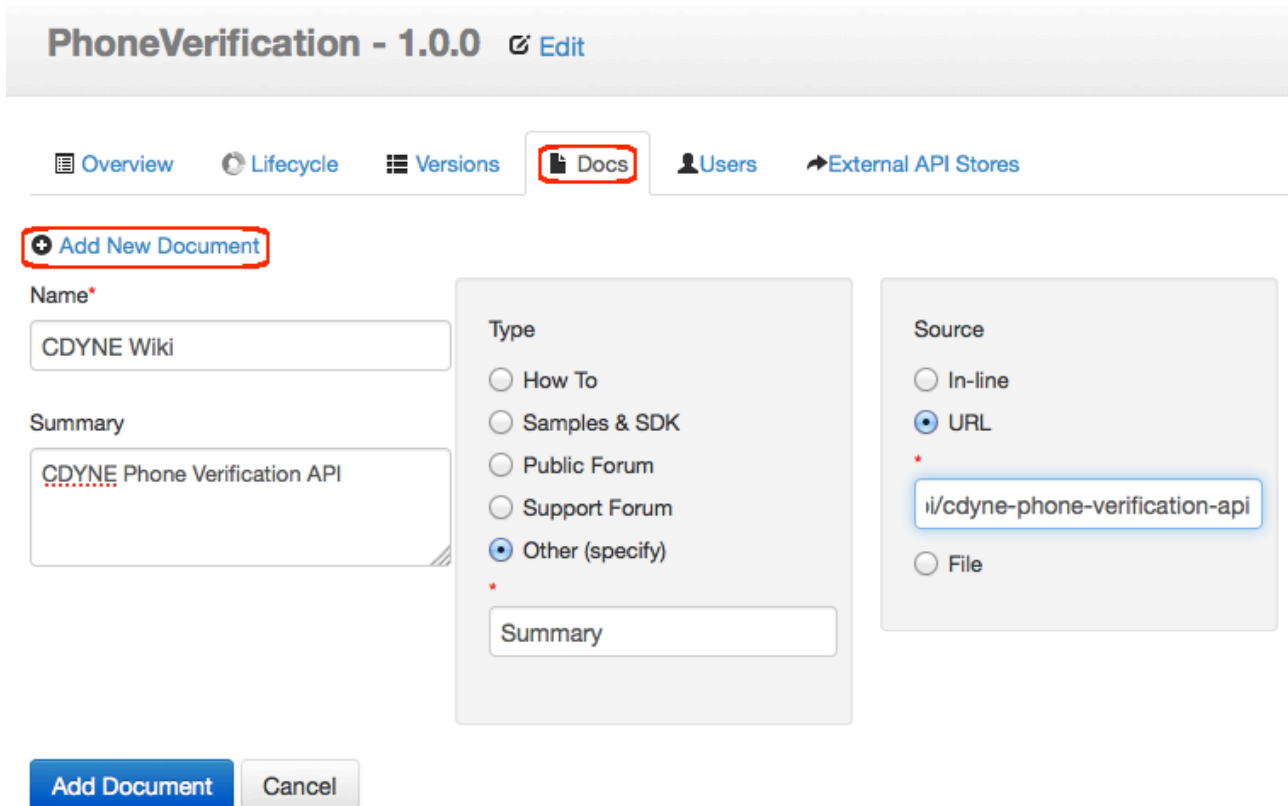 PhoneVerification - 1.0.0 Edit
Overview Lifecycle Versions Docs Users External API Stores
Add New Document
Name*
CDYNE Wiki
Summary
CDYNE Phone Verification API
Type
How To
Samples & SDK
Public Forum
Support Forum
Other (specify)
*
Summary
Source
In-line
URL
*
i/cdyne-phone-verification-api
File
Add Document Cancel